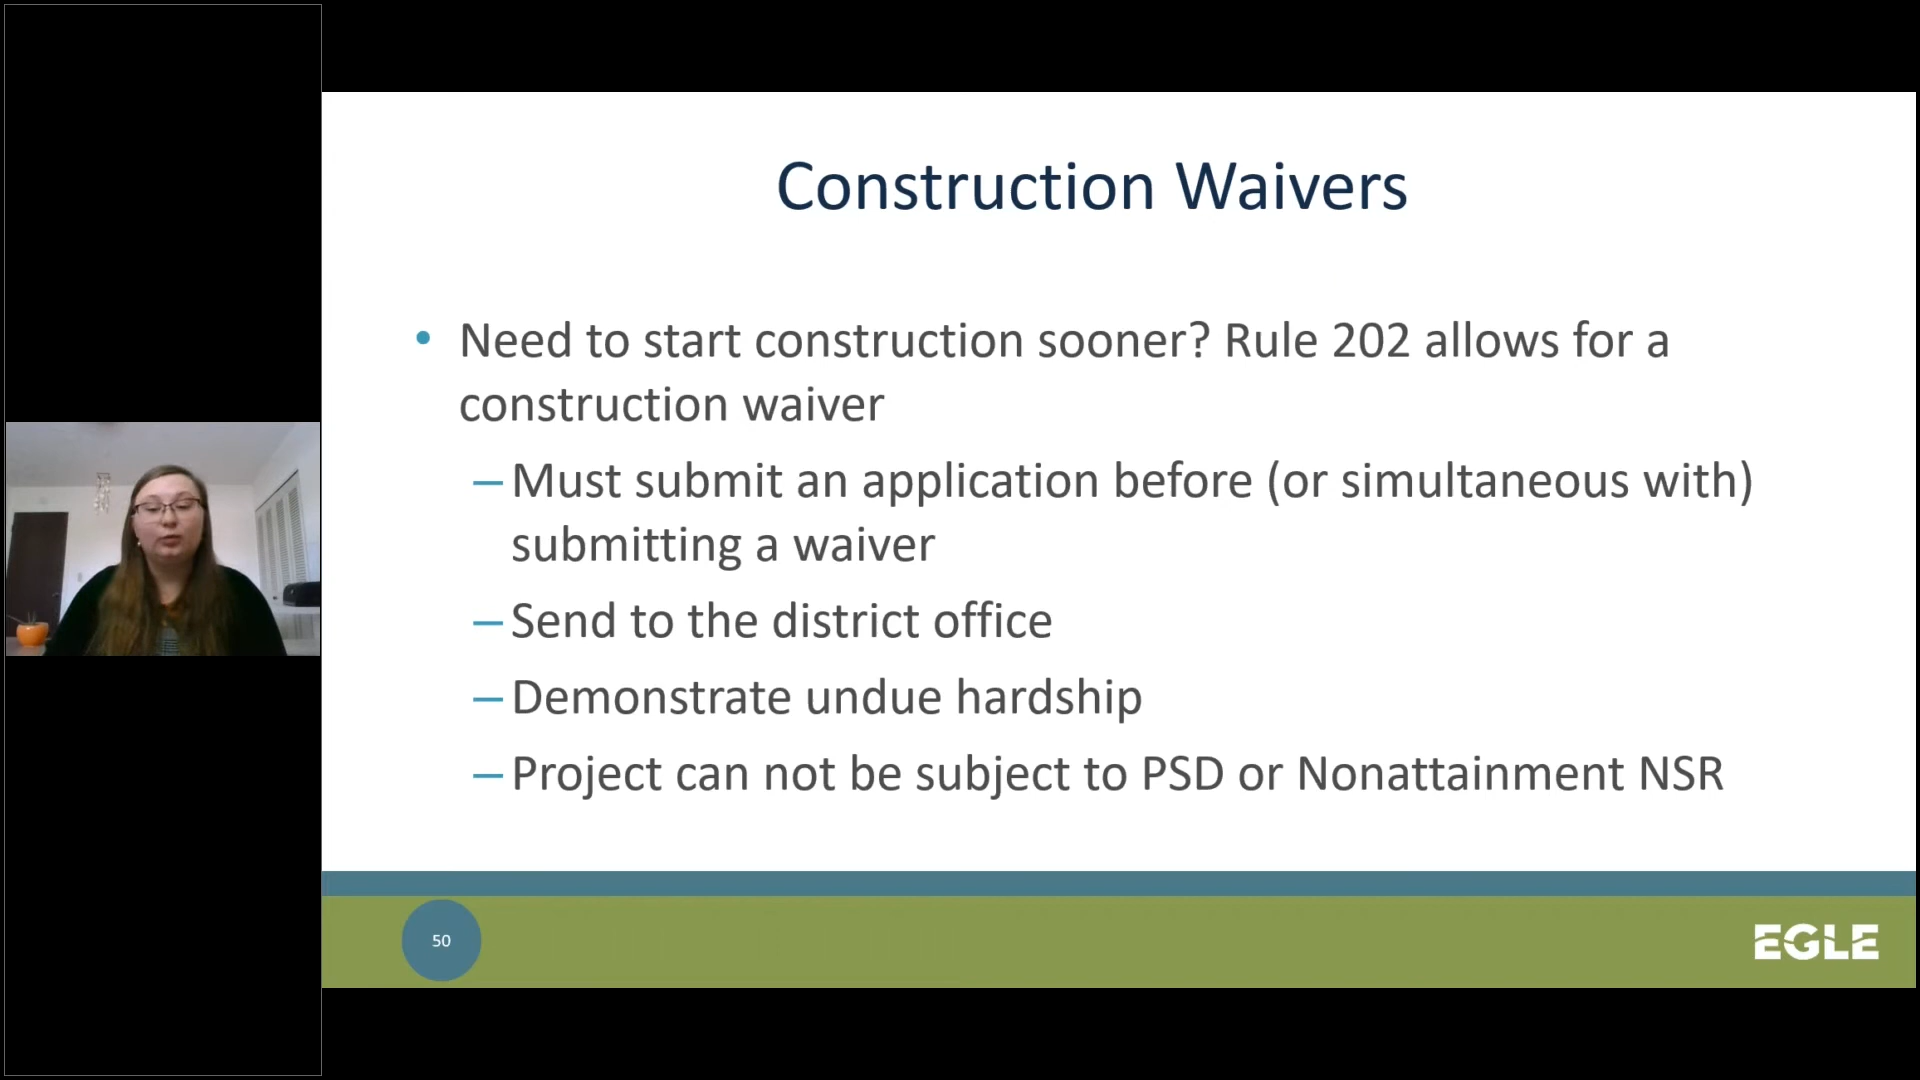 Construction Waivers
• Need to start construction sooner? Rule 202 allows for a
construction waiver
– Must submit an application before (or simultaneous with)
submitting a waiver
– Send to the district office
– Demonstrate undue hardship
– Project can not be subject to PSD or Nonattainment NSR
50
EGLE